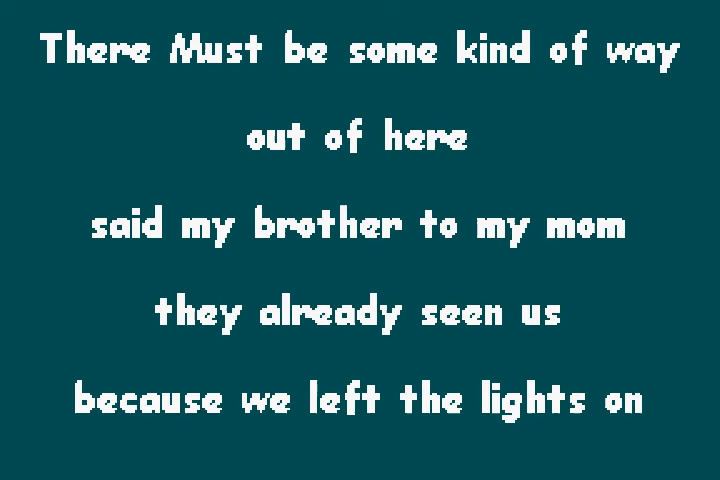 There Must be some kind of way
out of here
said my brother to my mom
they already seen us
because we left the lights on